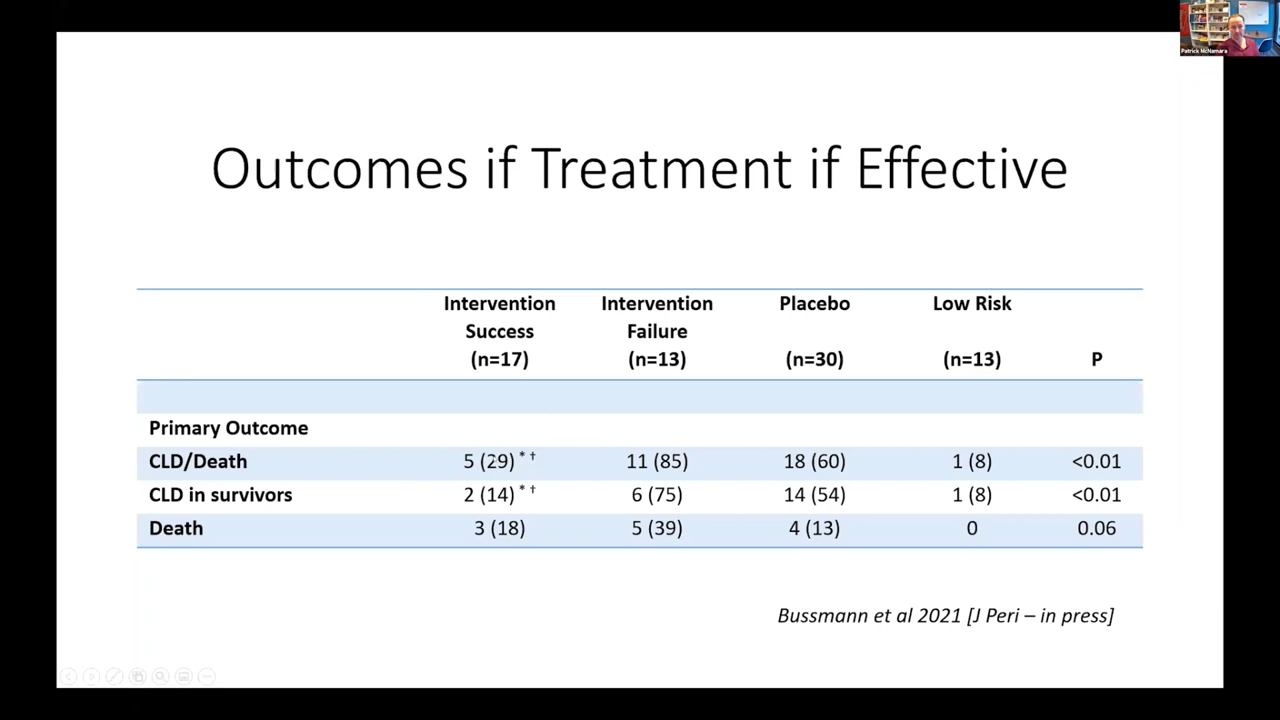 Patrick McNamara
Outcomes if Treatment if Effective
Intervention Success (n=17) Intervention Failure (n=13) Placebo (n=30) Low Risk (n=13) P
Primary Outcome
CLD/Death 5 (29) * † 11 (85) 18 (60) 1 (8) <0.01
CLD in survivors 2 (14) * † 6 (75) 14 (54) 1 (8) <0.01
Death 3 (18) 5 (39) 4 (13) 0 0.06
Bussmann et al 2021 [J Peri – in press]